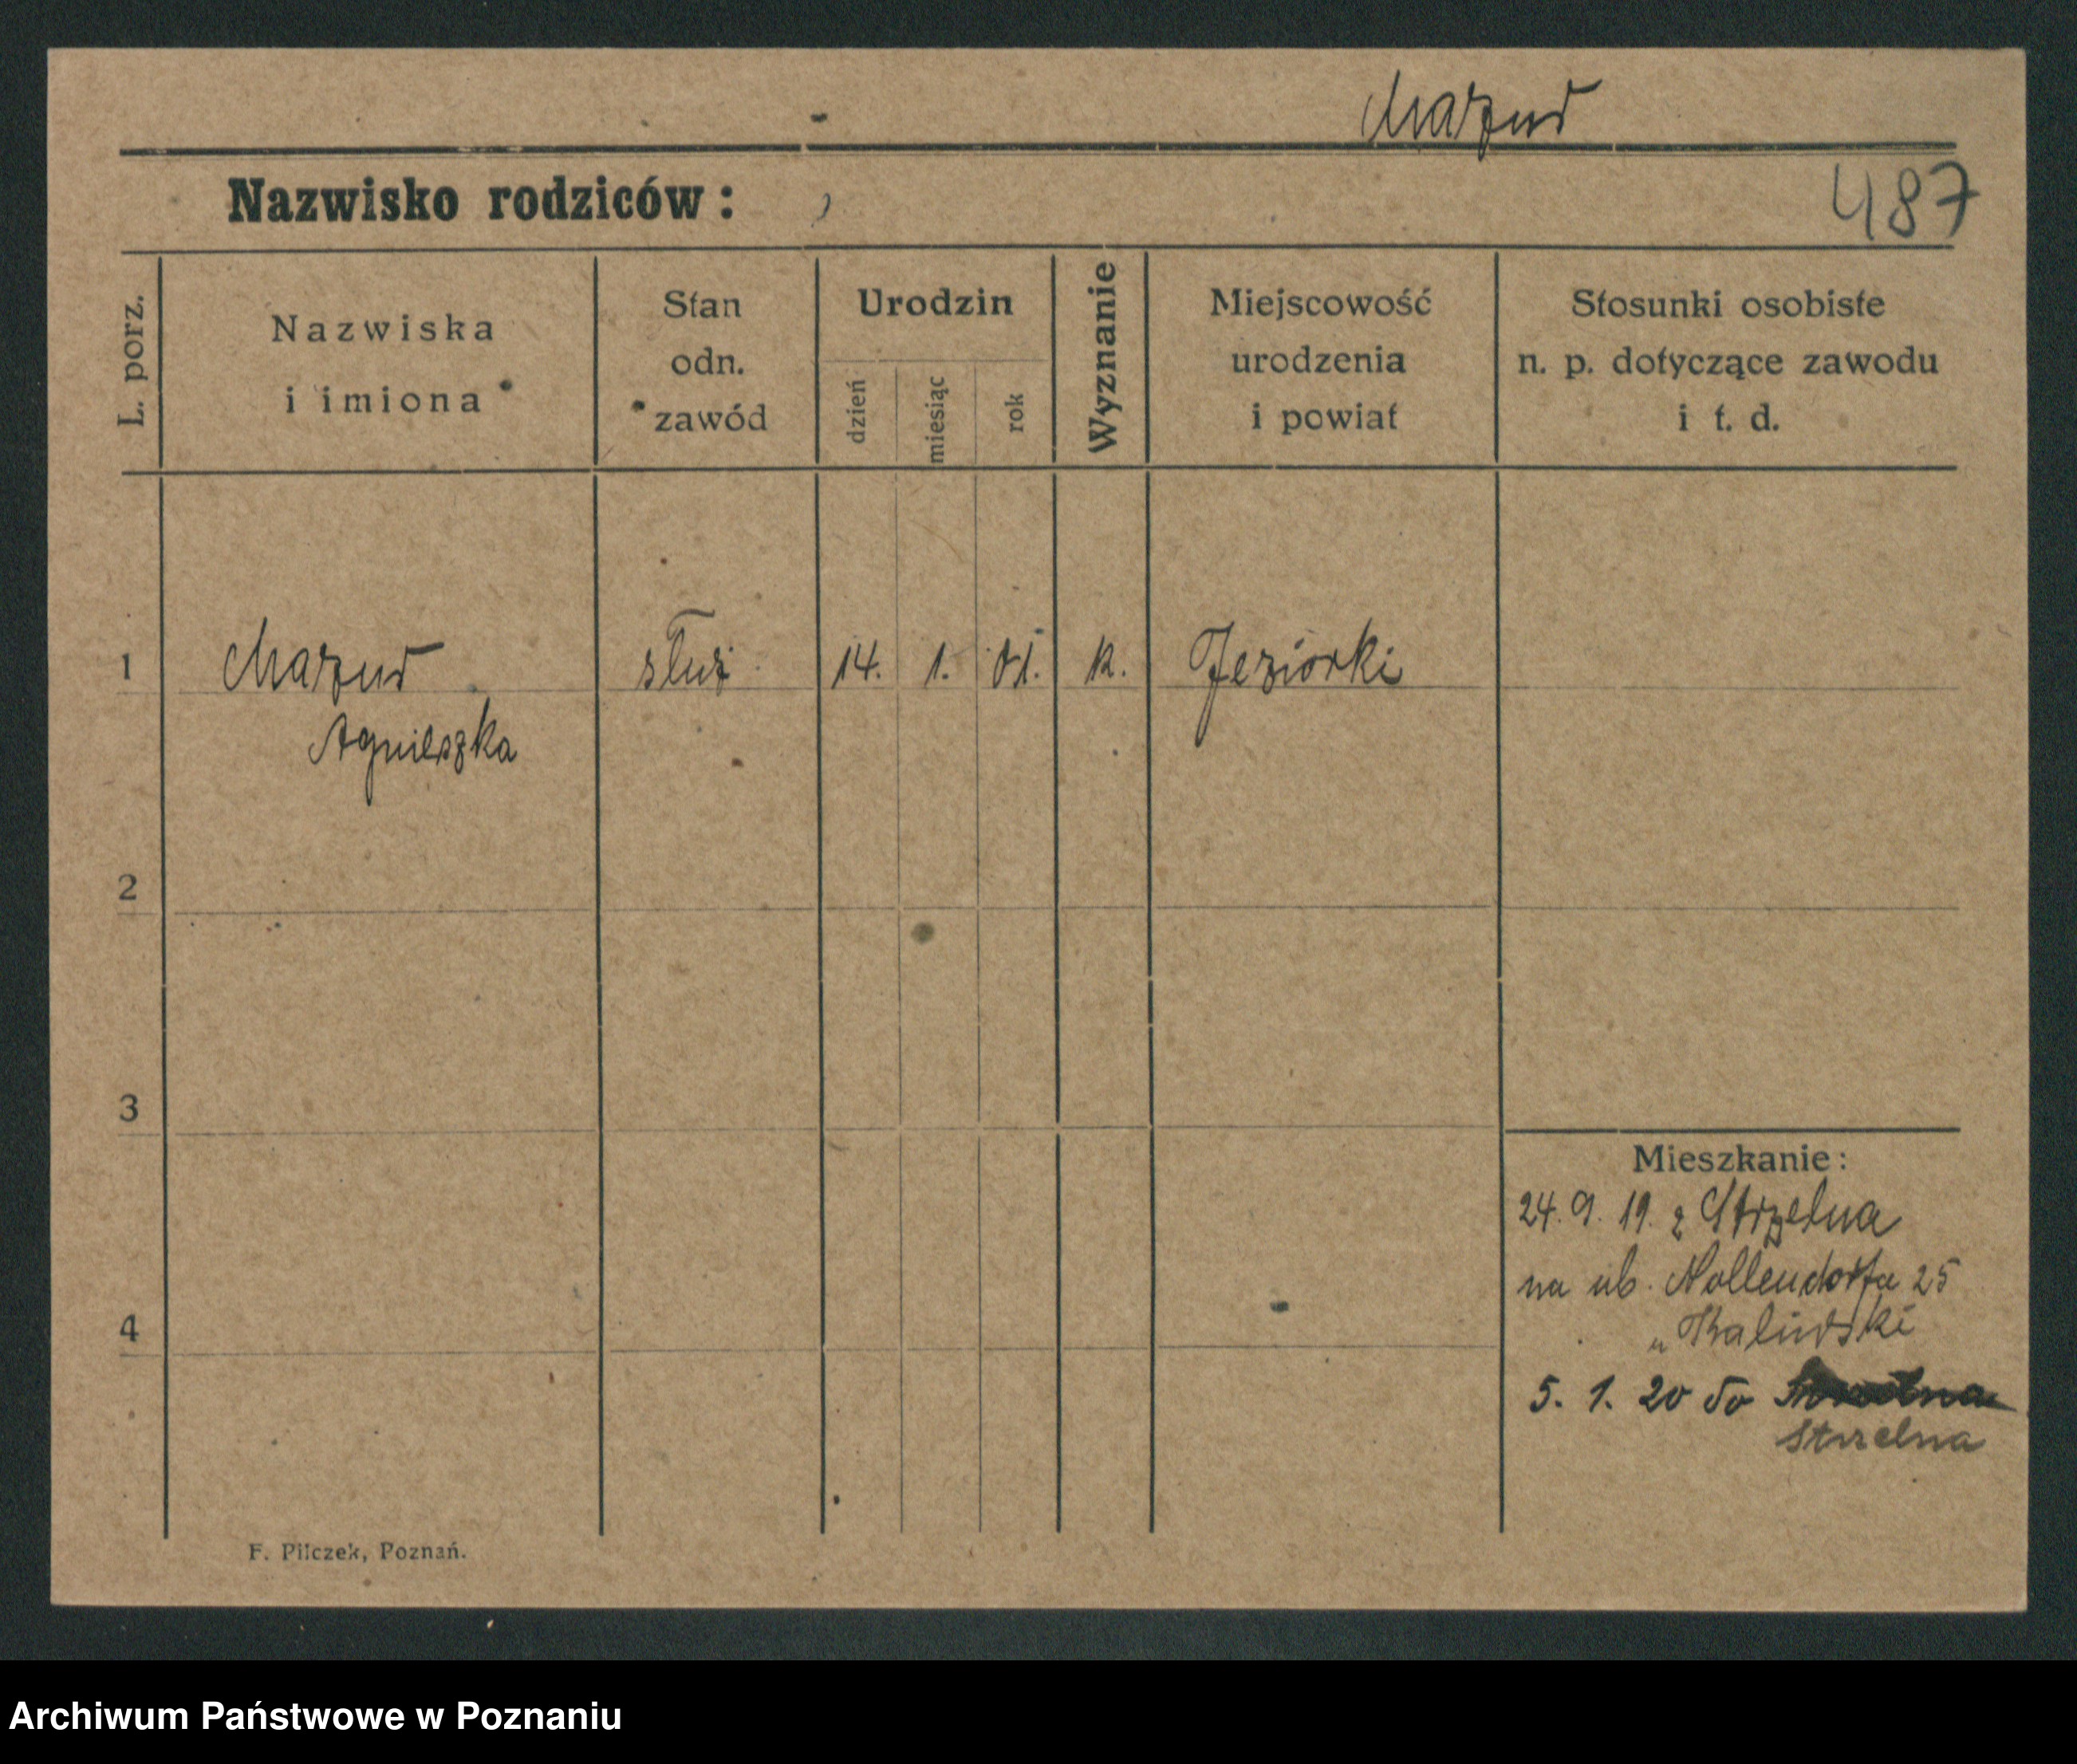 Mazur
Nazwisko rodziców :
487
L. porz.
Nazwiska
i imiona
Stan
odn.
zawód
Urodzin
dzień
miesiąc
rok
Wyznanie
Miejscowość
urodzenia
i powiat
Stosunki osobiste
n. p. dotyczące zawodu
i t. d.
1 Mazur służ 14. 1. 01. k. Jeziorki
Agnieszka
2
3
4
Mieszkanie :
24. 9. 19. z Strzelna
na ul. Nollendorfa 25
5. 1. 20 do
Strzelna
F. Pilczek, Poznań.
Archiwum Państwowe w Poznaniu